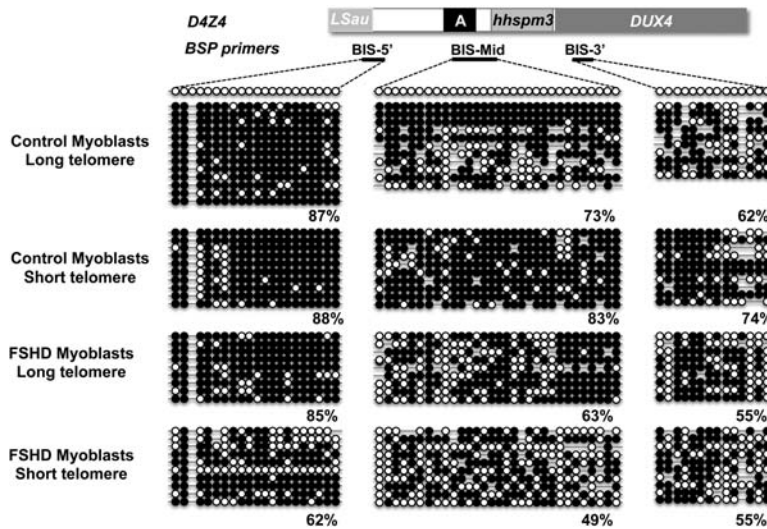 D4Z4 LSau A hhspm3 DUX4
BSP primers BIS-5' BIS-Mid BIS-3'
Control Myoblasts
Long telomere
87% 73% 62%
Control Myoblasts
Short telomere
88% 83% 74%
FSHD Myoblasts
Long telomere
85% 63% 55%
FSHD Myoblasts
Short telomere
62% 49% 55%